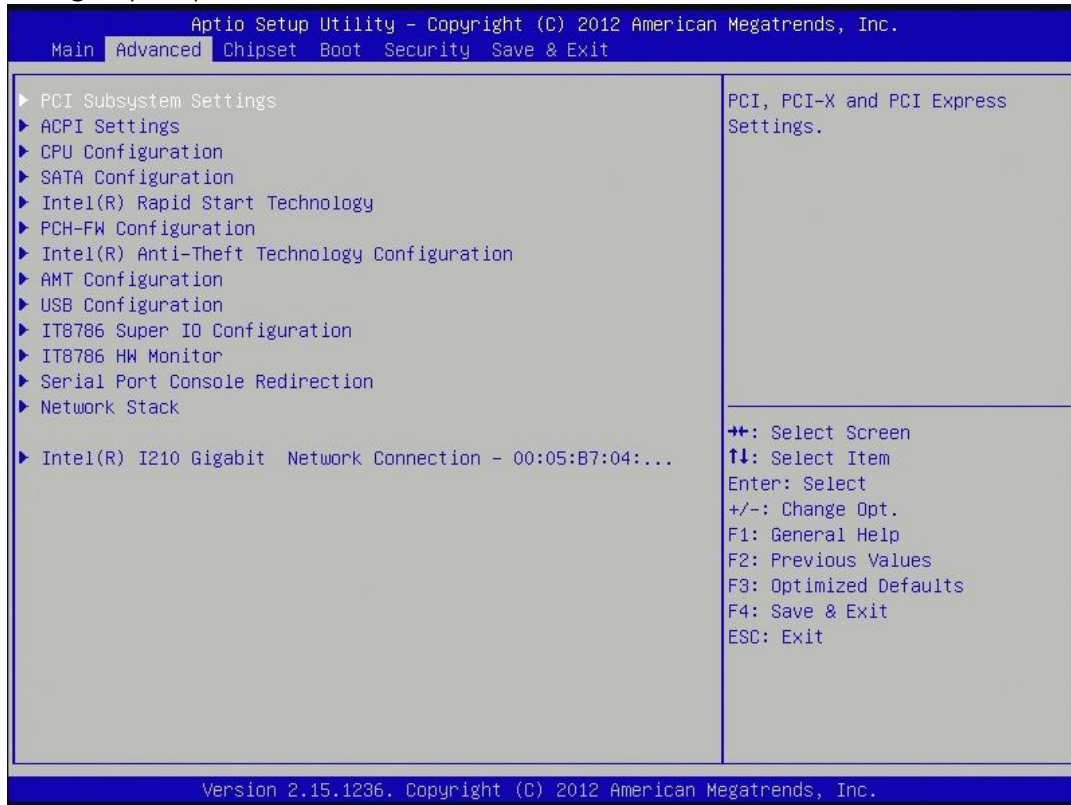 Aptio Setup Utility – Copyright (C) 2012 American Megatrends, Inc.
Main Advanced Chipset Boot Security Save & Exit
PCI Subsystem Settings
ACPI Settings
CPU Configuration
SATA Configuration
Intel(R) Rapid Start Technology
PCH-FW Configuration
Intel(R) Anti-Theft Technology Configuration
AMT Configuration
USB Configuration
IT8786 Super IO Configuration
IT8786 HW Monitor
Serial Port Console Redirection
Network Stack
Intel(R) I210 Gigabit Network Connection – 00:05:B7:04:...
PCI, PCI-X and PCI Express
Settings.
→←: Select Screen
↑↓: Select Item
Enter: Select
+/-: Change Opt.
F1: General Help
F2: Previous Values
F3: Optimized Defaults
F4: Save & Exit
ESC: Exit
Version 2.15.1236. Copyright (C) 2012 American Megatrends, Inc.